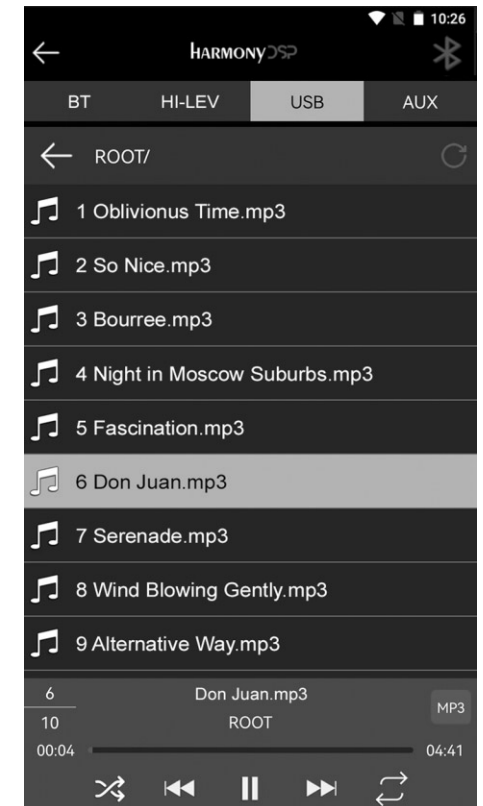 10:26
HARMONY DSP
BT HI-LEV USB AUX
ROOT/
1 Oblivionus Time.mp3
2 So Nice.mp3
3 Bourree.mp3
4 Night in Moscow Suburbs.mp3
5 Fascination.mp3
6 Don Juan.mp3
7 Serenade.mp3
8 Wind Blowing Gently.mp3
9 Alternative Way.mp3
6 Don Juan.mp3
MP3
10 ROOT
00:04 04:41